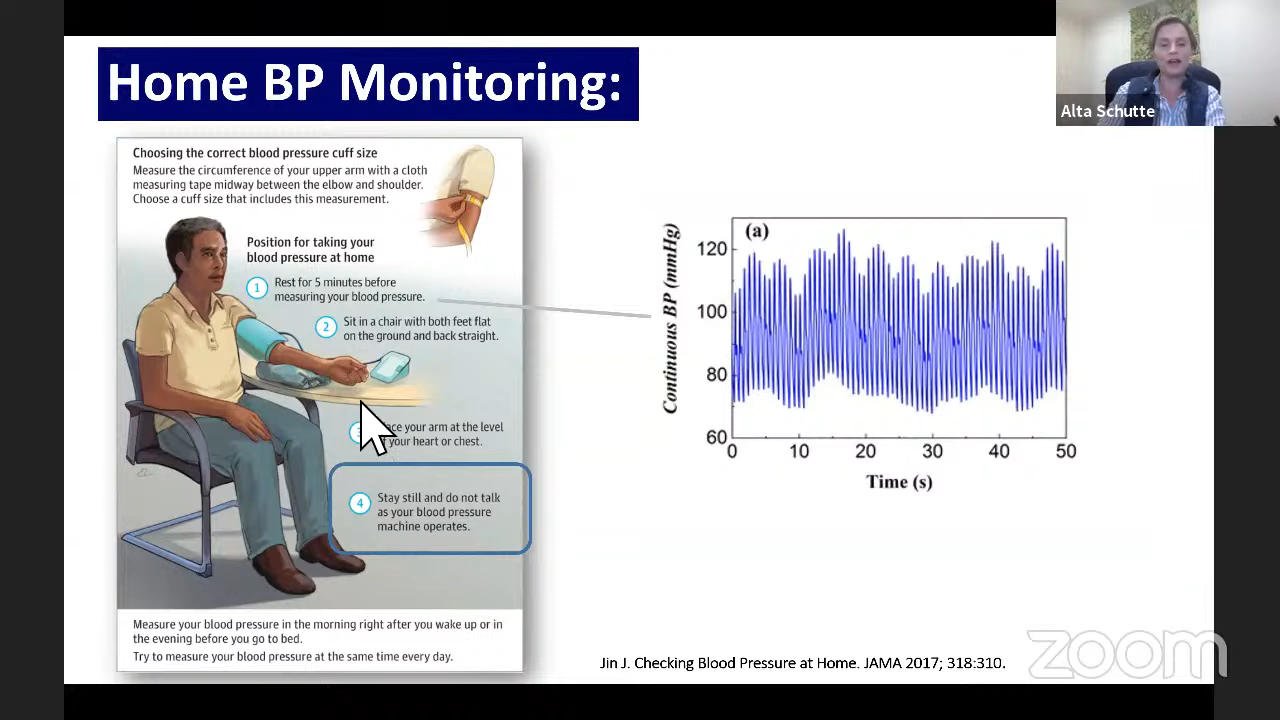 Home BP Monitoring:
Alta Schutte
Choosing the correct blood pressure cuff size
Measure the circumference of your upper arm with a cloth
measuring tape midway between the elbow and shoulder.
Choose a cuff size that includes this measurement.
Position for taking your
blood pressure at home
1 Rest for 5 minutes before
measuring your blood pressure.
2 Sit in a chair with both feet flat
on the ground and back straight.
your arm at the level
your heart or chest.
4 Stay still and do not talk
as your blood pressure
machine operates.
Measure your blood pressure in the morning right after you wake up or in
the evening before you go to bed.
Try to measure your blood pressure at the same time every day.
(a)
Continuous BP (mmHg)
120
100
80
60
0 10 20 30 40 50
Time (s)
Jin J. Checking Blood Pressure at Home. JAMA 2017; 318:310.
zoom